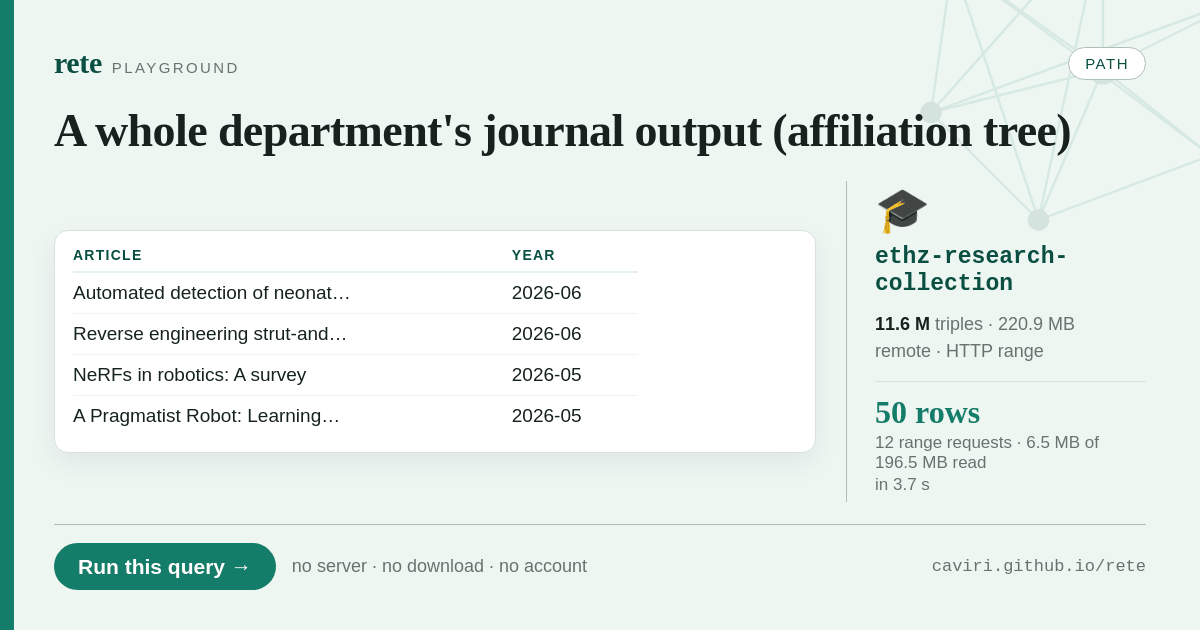 rete PLAYGROUND
PATH
A whole department's journal output (affiliation tree)
ARTICLE YEAR
Automated detection of neonat… 2026-06
Reverse engineering strut-and… 2026-06
NeRFs in robotics: A survey 2026-05
A Pragmatist Robot: Learning… 2026-05
ethz-research-
collection
11.6 M triples · 220.9 MB
remote · HTTP range
50 rows
12 range requests · 6.5 MB of
196.5 MB read
in 3.7 s
Run this query →
no server · no download · no account
caviri.github.io/rete